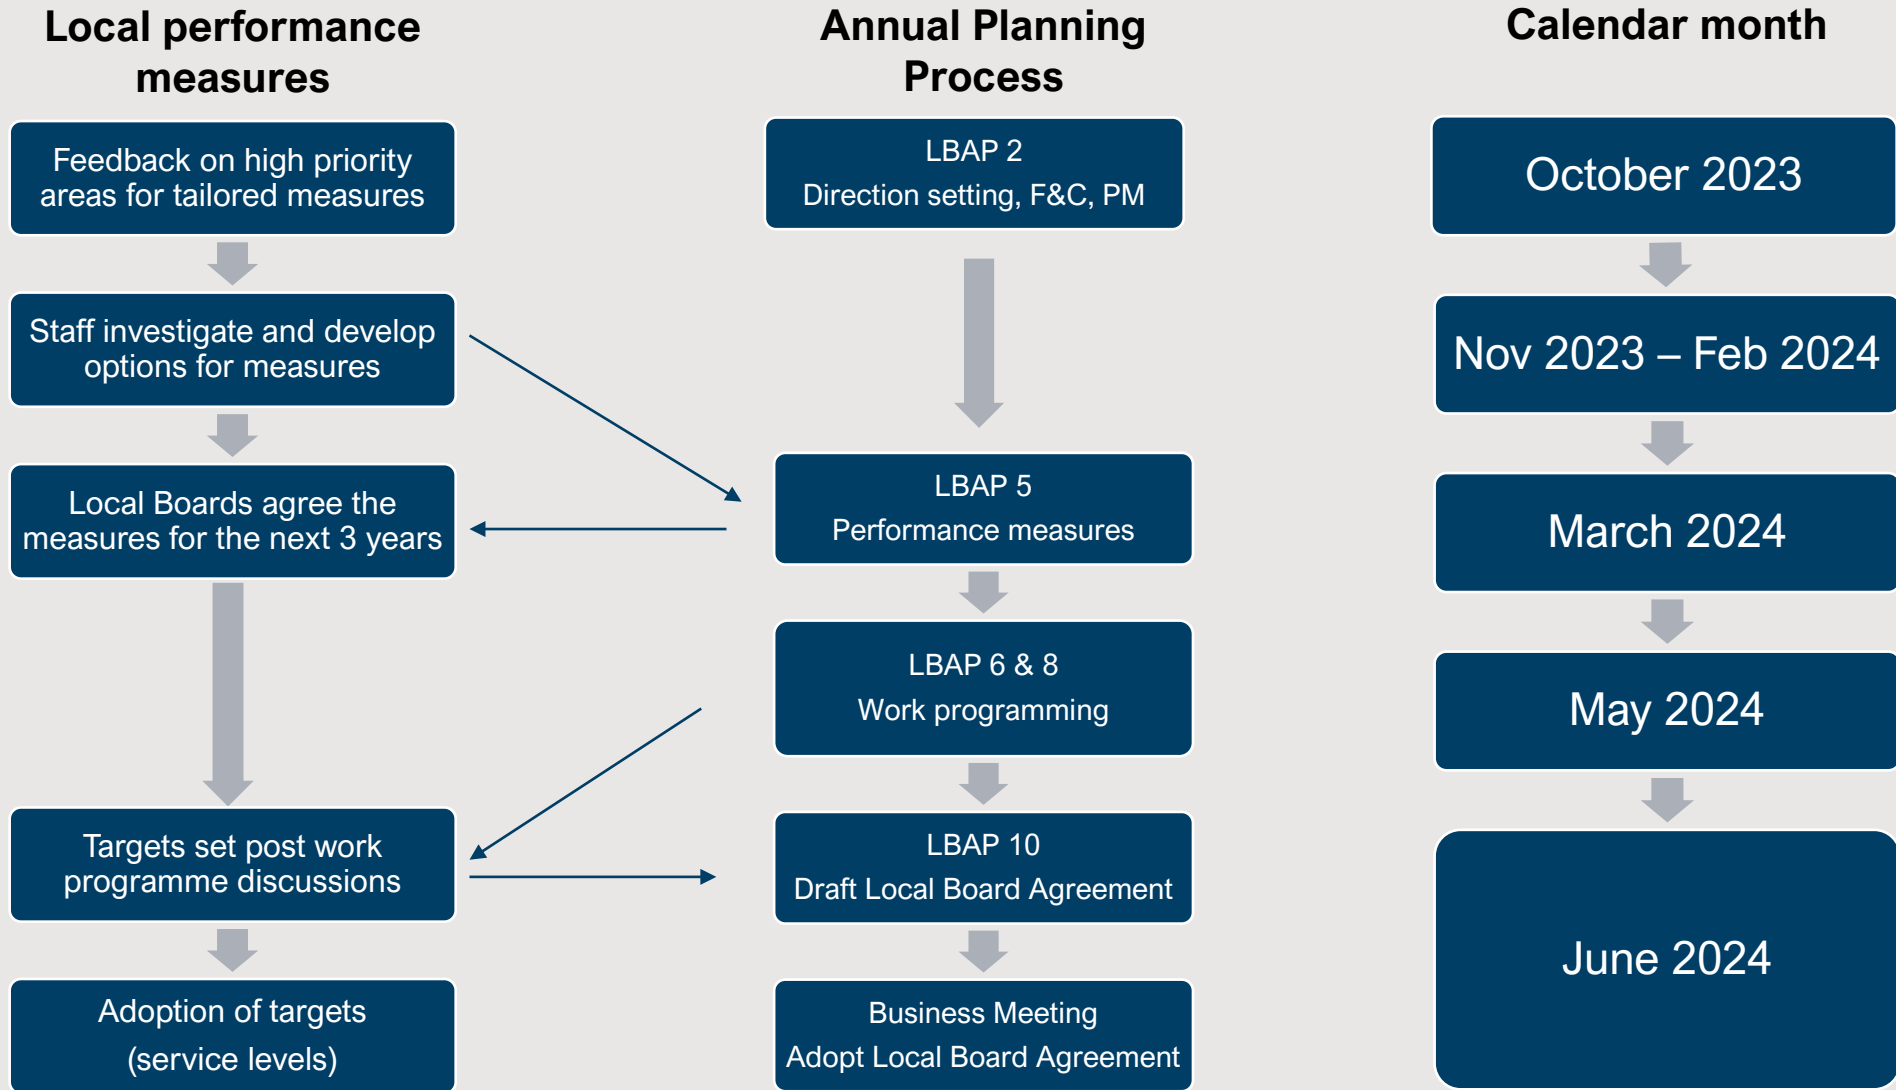 Local performance
measures
Feedback on high priority
areas for tailored measures
Staff investigate and develop
options for measures
Local Boards agree the
measures for the next 3 years
Targets set post work
programme discussions
Adoption of targets
(service levels)
Annual Planning
Process
LBAP 2
Direction setting, F&C, PM
LBAP 5
Performance measures
LBAP 6 & 8
Work programming
LBAP 10
Draft Local Board Agreement
Business Meeting
Adopt Local Board Agreement
Calendar month
October 2023
Nov 2023 – Feb 2024
March 2024
May 2024
June 2024